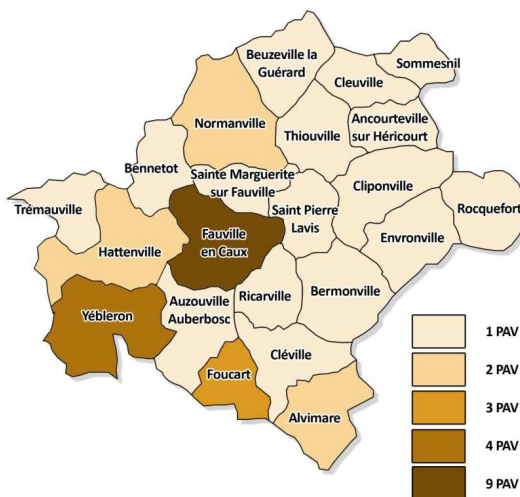 Beuzeville la
Guérard
Sommesnil
Cleuville
Normanville
Thiouville
Ancourteville
sur Héricourt
Bennetot
Sainte Marguerite
sur Fauville
Cliponville
Trémauville
Saint Pierre
Lavis
Rocquefort
Hattenville
Fauville
en Caux
Envronville
Yébleron
Auzouville
Auberbosc
Ricarville
Bermonville
Foucart
Cléville
Alvimare
1 PAV
2 PAV
3 PAV
4 PAV
9 PAV